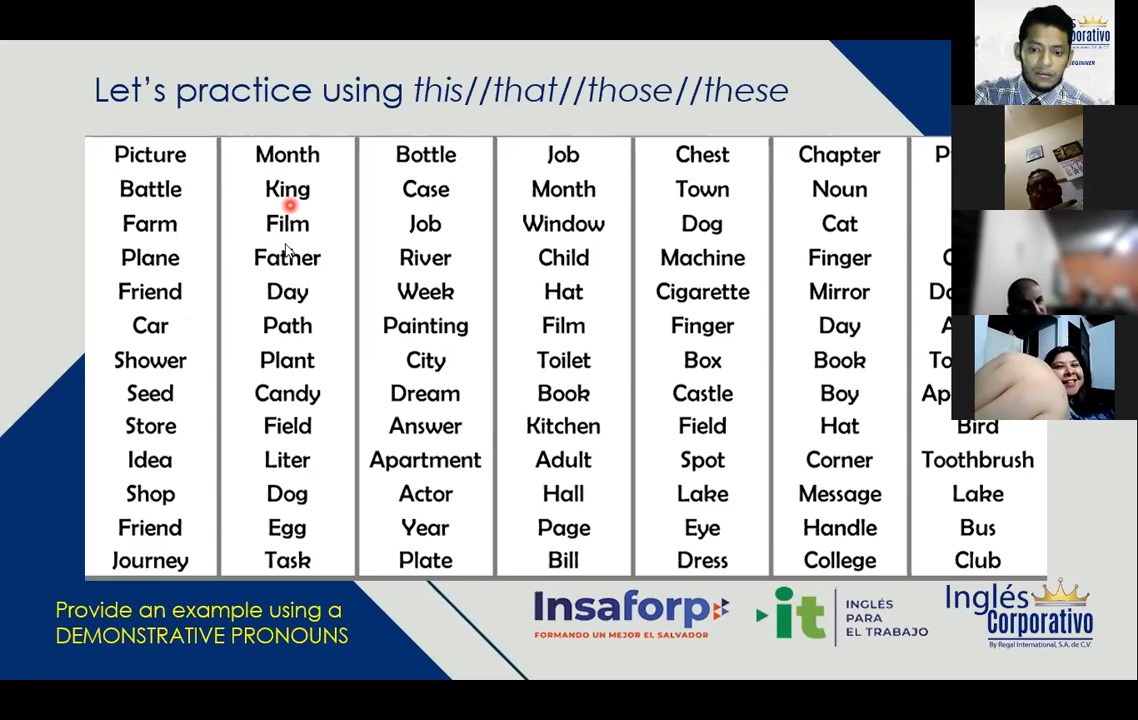 Let's practice using this//that//those//these
Picture Month Bottle Job Chest Chapter
Battle King Case Month Town Noun
Farm Film Job Window Dog Cat
Plane Father River Child Machine Finger
Friend Day Week Hat Cigarette Mirror
Car Path Painting Film Finger Day
Shower Plant City Toilet Box Book
Seed Candy Dream Book Castle Boy
Store Field Answer Kitchen Field Hat Bird
Idea Liter Apartment Adult Spot Corner Toothbrush
Shop Dog Actor Hall Lake Message Lake
Friend Egg Year Page Eye Handle Bus
Journey Task Plate Bill Dress College Club
Provide an example using a
DEMONSTRATIVE PRONOUNS
Insaforp
FORMANDO UN MEJOR EL SALVADOR
it
INGLÉS
PARA
EL TRABAJO
Inglés
Corporativo
By Regal International, S.A. de C.V.